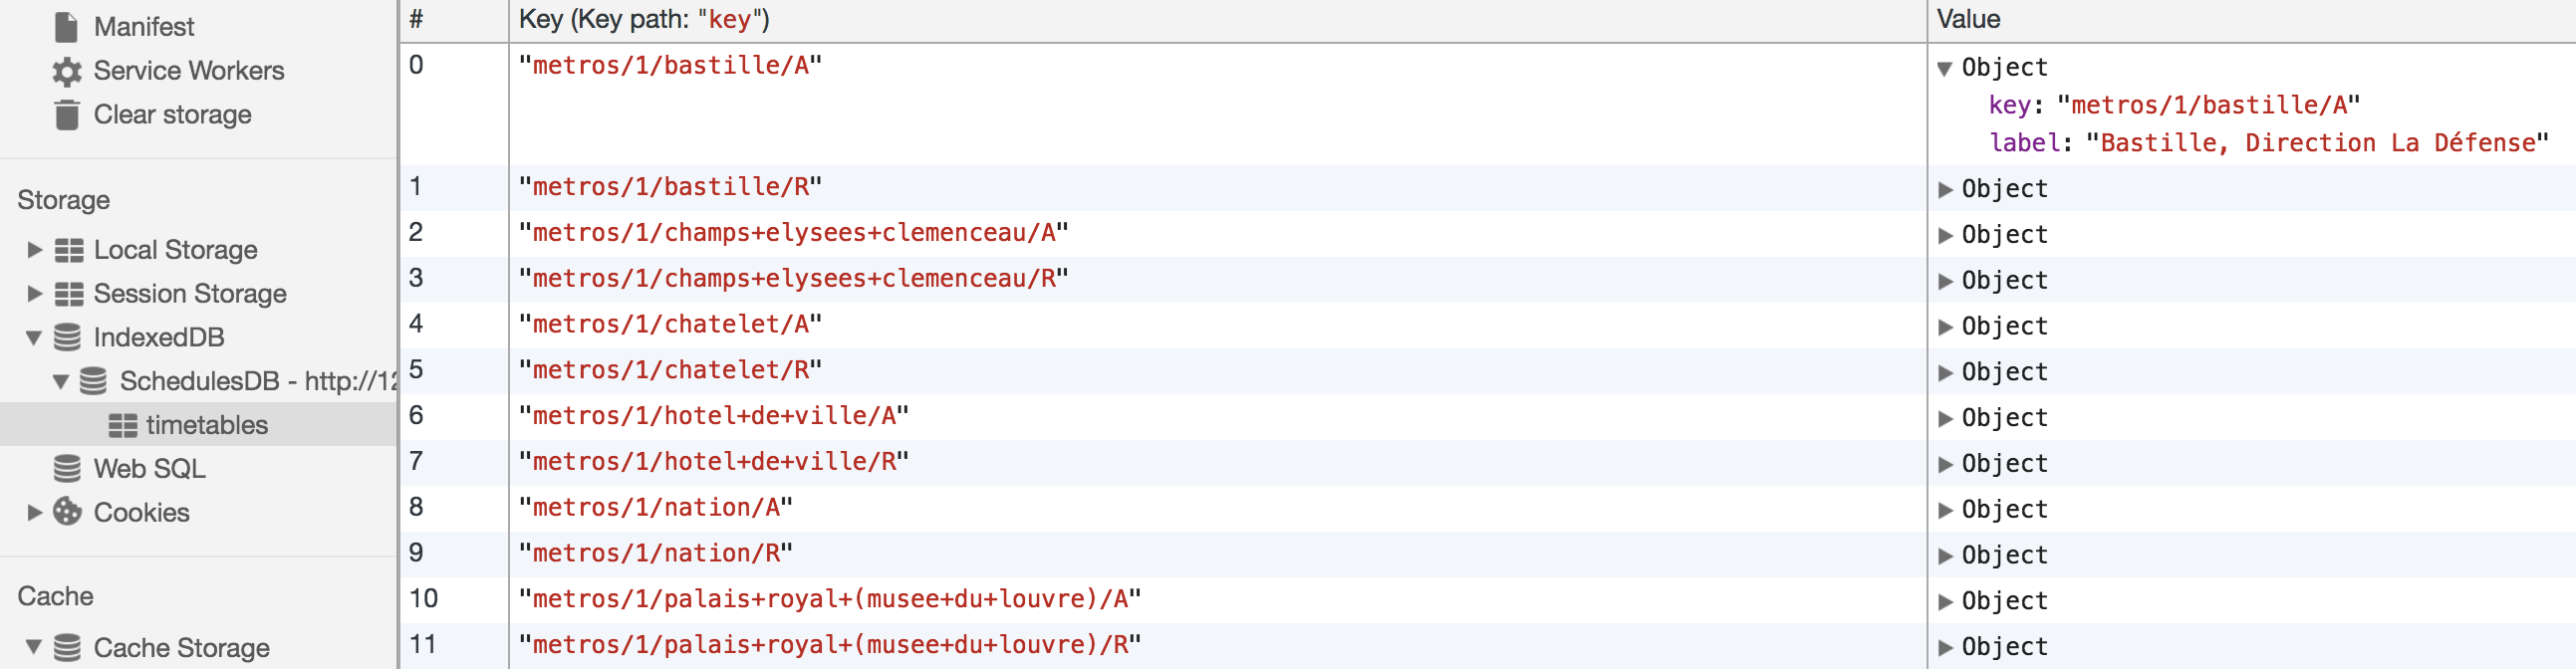 Manifest
Service Workers
Clear storage
Storage
Local Storage
Session Storage
IndexedDB
SchedulesDB - http://12
timetables
Web SQL
Cookies
Cache
Cache Storage
# Key (Key path: "key") Value
0 "metros/1/bastille/A" Object
key: "metros/1/bastille/A"
label: "Bastille, Direction La Défense"
1 "metros/1/bastille/R" Object
2 "metros/1/champs+elysees+clemenceau/A" Object
3 "metros/1/champs+elysees+clemenceau/R" Object
4 "metros/1/chatelet/A" Object
5 "metros/1/chatelet/R" Object
6 "metros/1/hotel+de+ville/A" Object
7 "metros/1/hotel+de+ville/R" Object
8 "metros/1/nation/A" Object
9 "metros/1/nation/R" Object
10 "metros/1/palais+royal+(musee+du+louvre)/A" Object
11 "metros/1/palais+royal+(musee+du+louvre)/R" Object